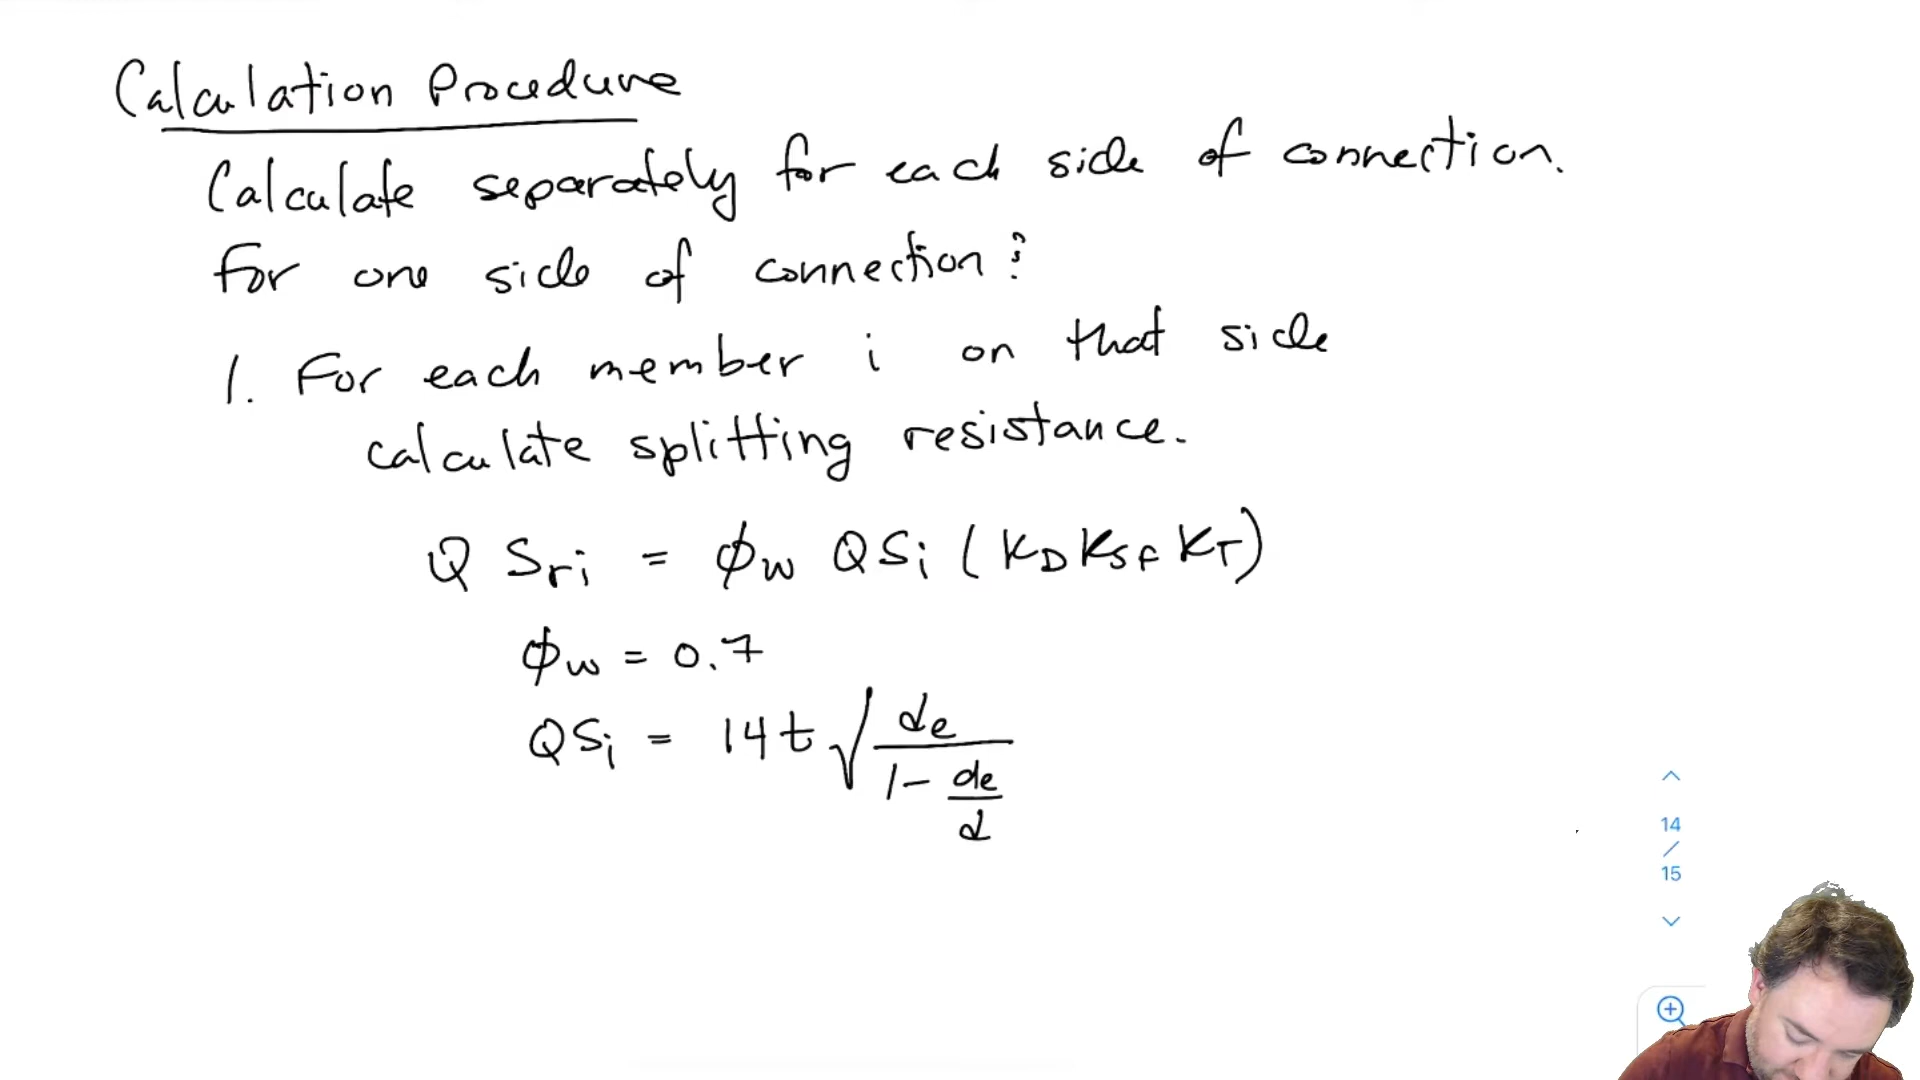 Calculation Procedure
Calculate separately for each side of connection.
For one side of connection:
1. For each member i on that side
calculate splitting resistance.
Q Sri = ϕw QSi (KD KSF KT)
ϕw = 0.7
QSi = 14t √(de / (1 - de/d))
14
/
15